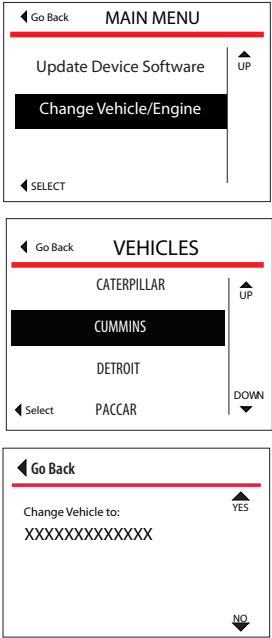 Go Back MAIN MENU
Update Device Software
UP
Change Vehicle/Engine
SELECT
Go Back VEHICLES
CATERPILLAR
UP
CUMMINS
DETROIT
DOWN
Select PACCAR
Go Back
YES
Change Vehicle to:
XXXXXXXXXXXXX
NO